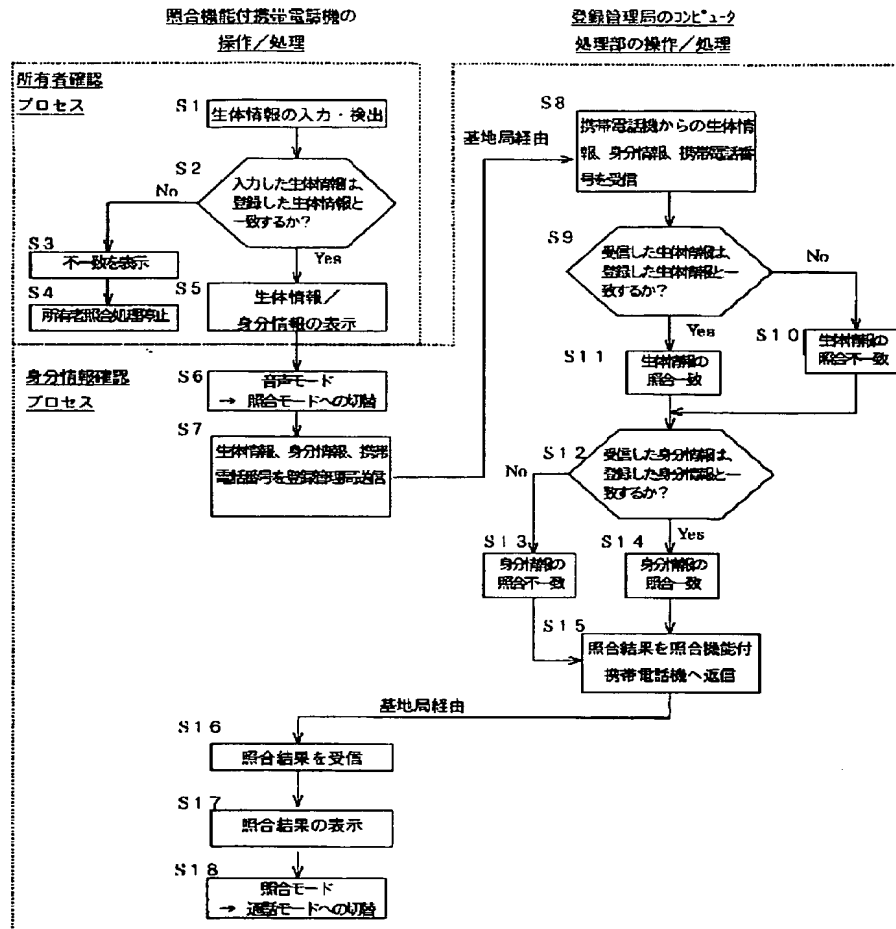 照合機能付携帯電話機の
操作／処理
登録管理局のｺﾝﾋﾟｭｰﾀ
処理部の操作／処理
所有者確認
プロセス
S1
生体情報の入力・検出
S2
入力した生体情報は、
登録した生体情報と
一致するか？
No
Yes
S3
不一致を表示
S4
所有者照合処理停止
S5
生体情報／
身分情報の表示
身分情報確認
プロセス
S6
音声モード
→ 照合モードへの切替
S7
生体情報、身分情報、携帯
電話番号を登録管理局送信
基地局経由
S8
携帯電話機からの生体情
報、身分情報、携帯電話番
号を受信
S9
受信した生体情報は、
登録した生体情報と一
致するか？
No
Yes
S10
生体情報の
照合不一致
S11
生体情報の
照合一致
S12
受信した身分情報は、
登録した身分情報と一
致するか？
No
Yes
S13
身分情報の
照合不一致
S14
身分情報の
照合一致
S15
照合結果を照合機能付
携帯電話機へ返信
基地局経由
S16
照合結果を受信
S17
照合結果の表示
S18
照合モード
→ 通話モードへの切替